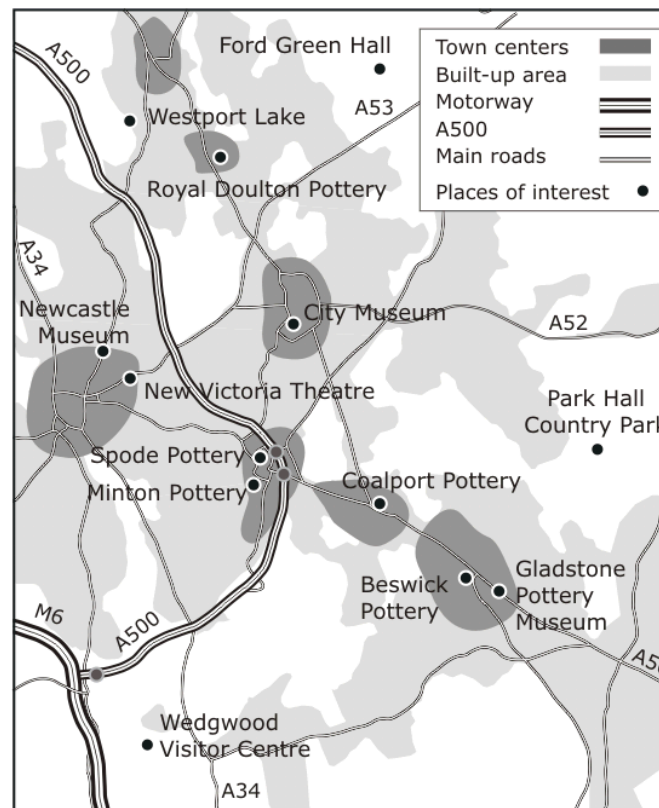 A500
Ford Green Hall
A53
Westport Lake
Royal Doulton Pottery
Town centers
Built-up area
Motorway
A500
Main roads
Places of interest
A34
Newcastle
Museum
City Museum
A52
New Victoria Theatre
Park Hall
Country Park
Spode Pottery
Minton Pottery
Coalport Pottery
Beswick
Pottery
Gladstone
Pottery
Museum
M6
A500
Wedgwood
Visitor Centre
A34